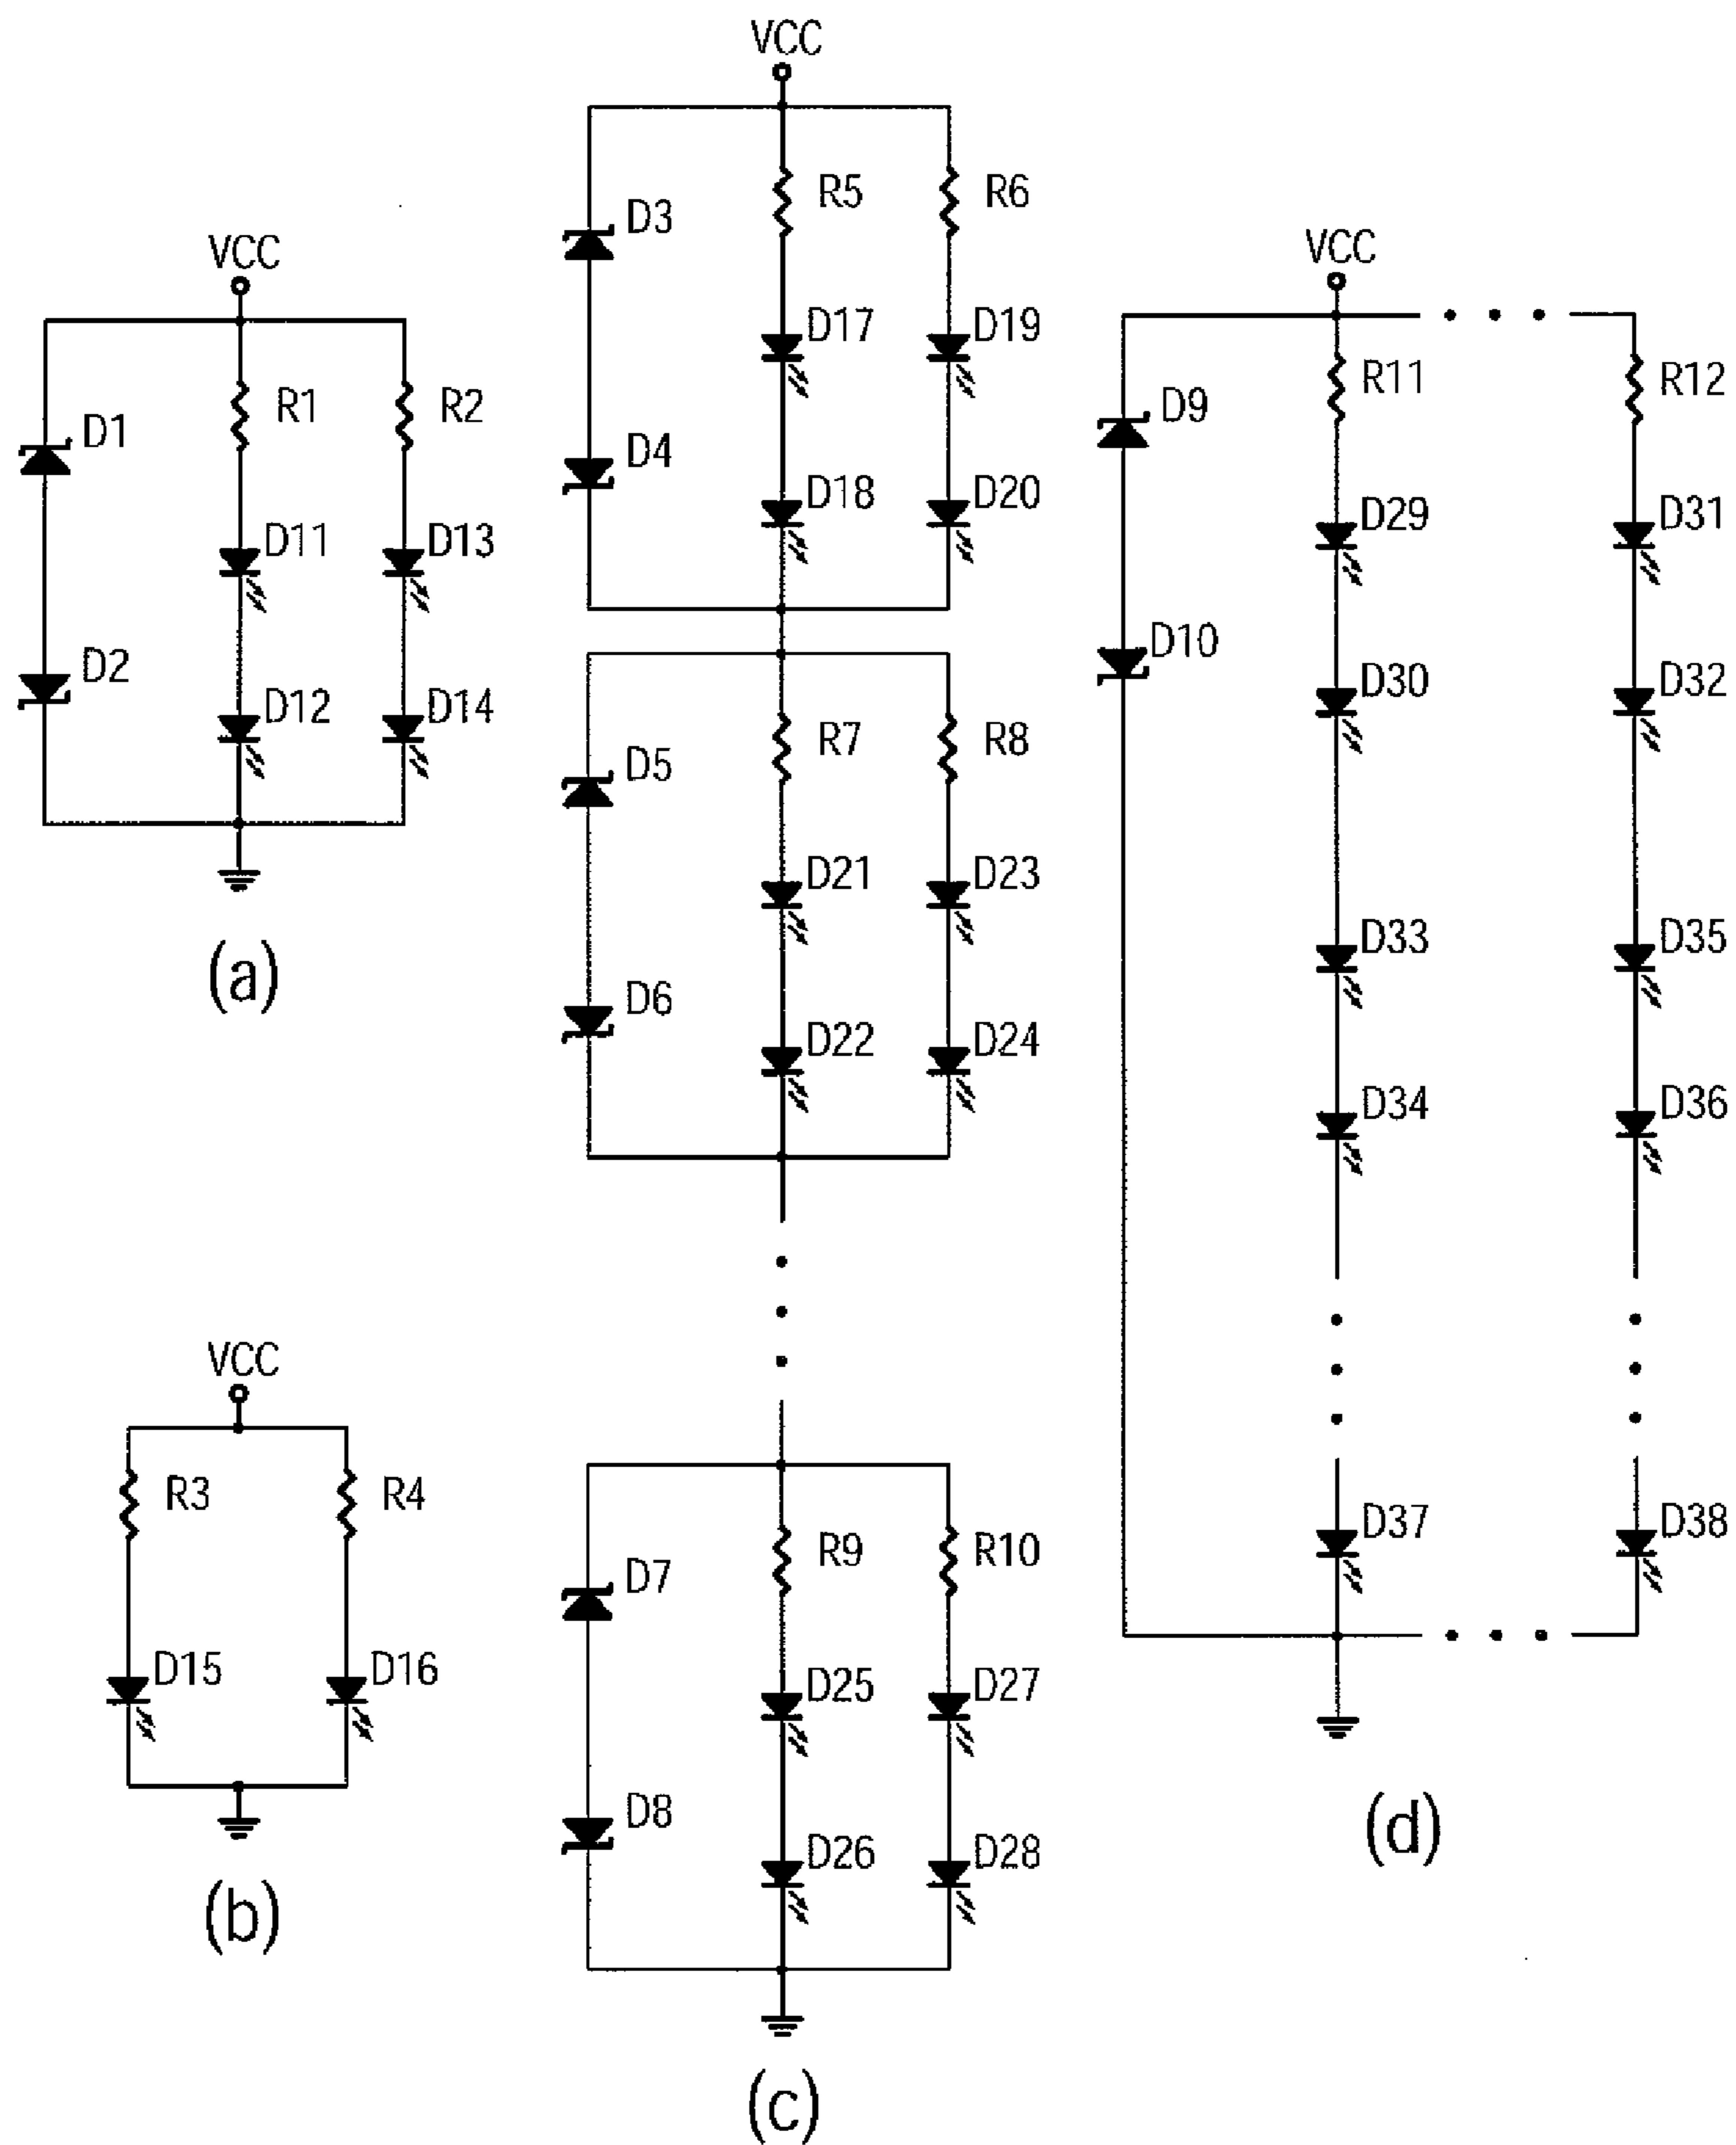 VCC
D1
R1
R2
D11
D13
D2
D12
D14
(a)
VCC
R3
R4
D15
D16
(b)
VCC
D3
R5
R6
D17
D19
D4
D18
D20
D5
R7
R8
D21
D23
D6
D22
D24
D7
R9
R10
D25
D27
D8
D26
D28
(c)
VCC
D9
R11
R12
D29
D31
D10
D30
D32
D33
D35
D34
D36
D37
D38
(d)